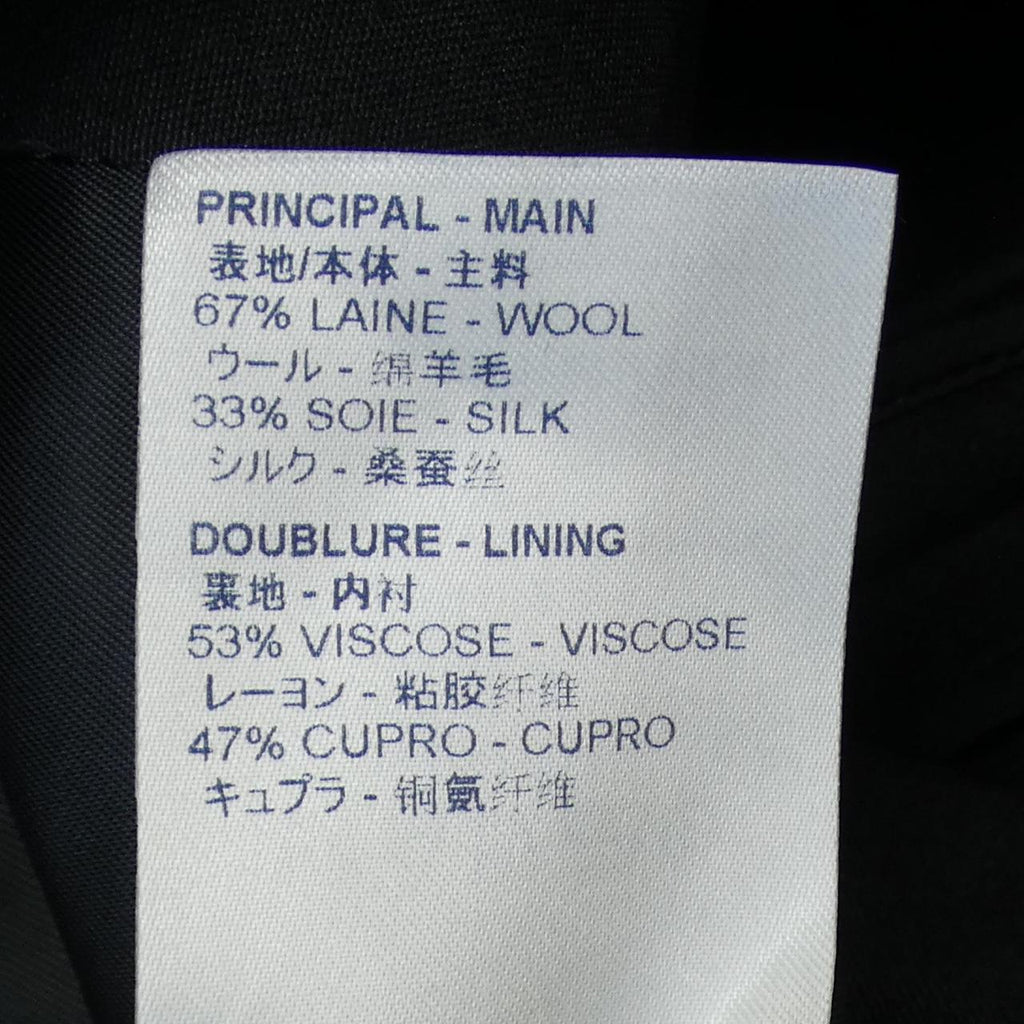 PRINCIPAL - MAIN
表地/本体 - 主料
67% LAINE - WOOL
ウール - 绵羊毛
33% SOIE - SILK
シルク - 桑蚕丝
DOUBLURE - LINING
裏地 - 内衬
53% VISCOSE - VISCOSE
レーヨン - 粘胶纤维
47% CUPRO - CUPRO
キュプラ - 铜氨纤维